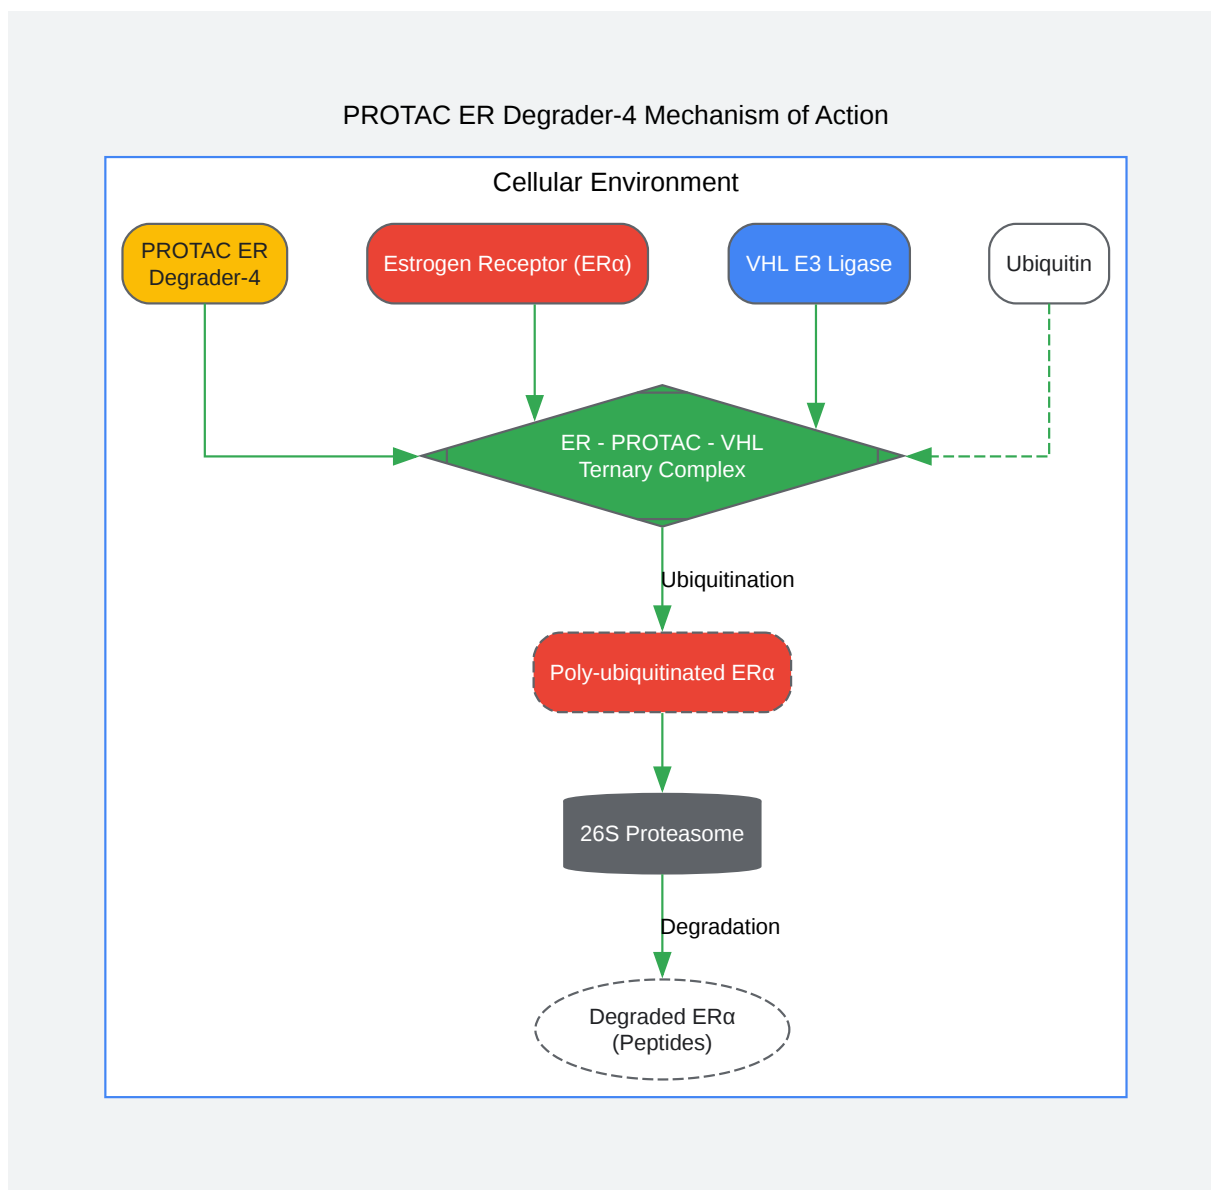 PROTAC ER Degrader-4 Mechanism of Action
Cellular Environment
PROTAC ER
Degrader-4
Estrogen Receptor (ERα)
VHL E3 Ligase
Ubiquitin
ER - PROTAC - VHL
Ternary Complex
Ubiquitination
Poly-ubiquitinated ERα
26S Proteasome
Degradation
Degraded ERα
(Peptides)